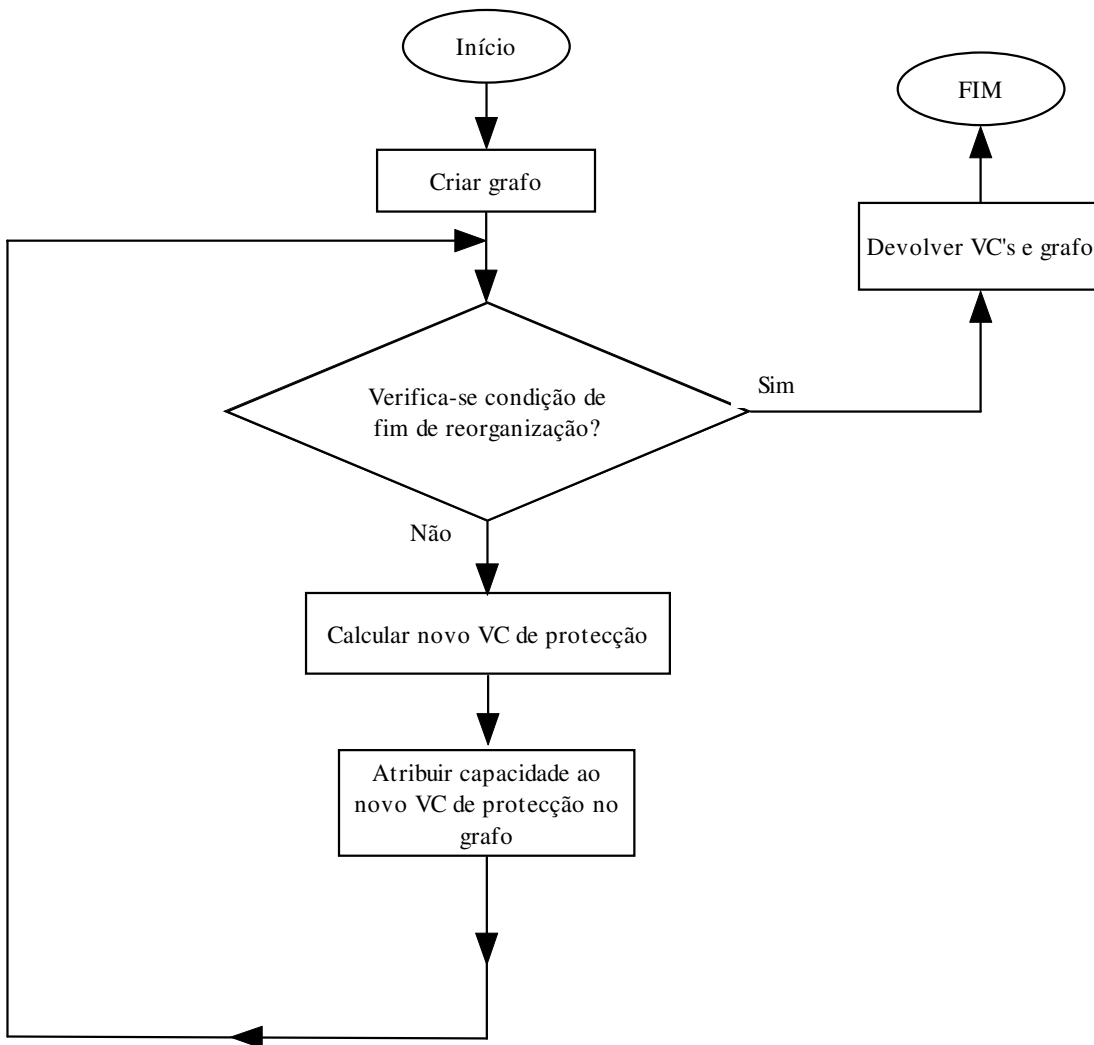 Início
FIM
Criar grafo
Devolver VC's e grafo
Verifica-se condição de
fim de reorganização?
Sim
Não
Calcular novo VC de protecção
Atribuir capacidade ao
novo VC de protecção no
grafo